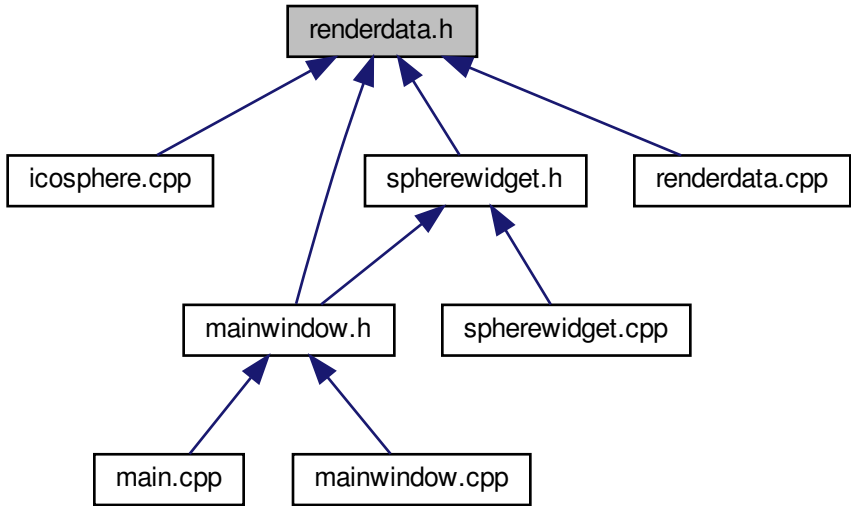 renderdata.h
icosphere.cpp
spherewidget.h
renderdata.cpp
mainwindow.h
spherewidget.cpp
main.cpp
mainwindow.cpp